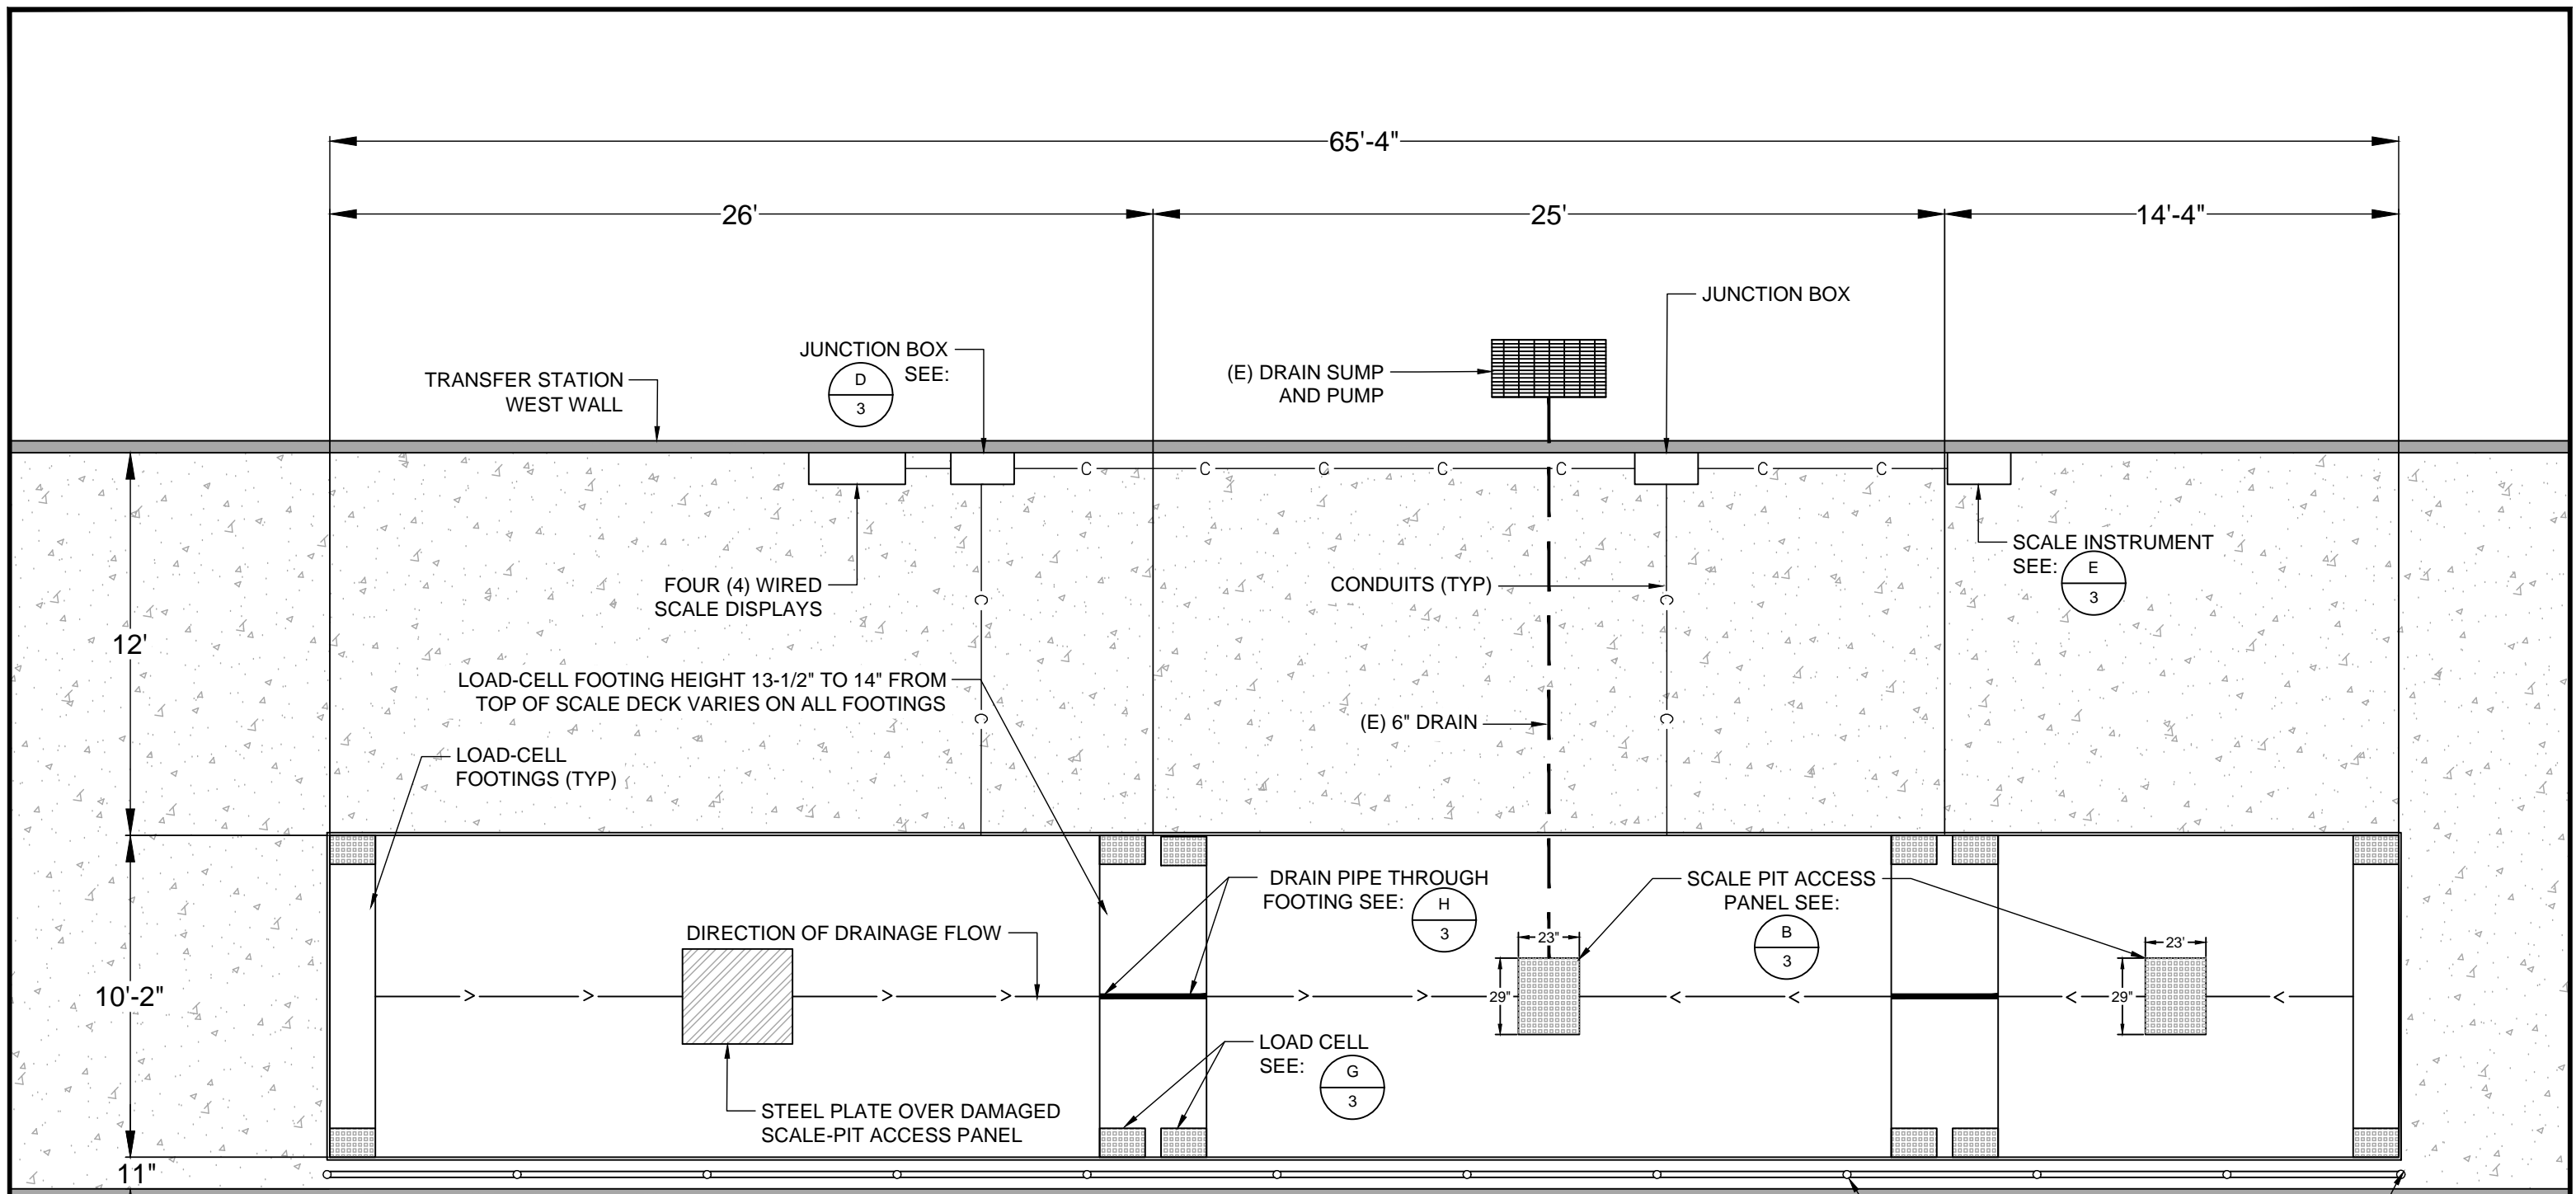 65'-4"
26'
25'
14'-4"
JUNCTION BOX
JUNCTION BOX
SEE:
D
3
TRANSFER STATION
WEST WALL
(E) DRAIN SUMP
AND PUMP
C C C C C C C
SCALE INSTRUMENT
SEE:
E
3
FOUR (4) WIRED
SCALE DISPLAYS
CONDUITS (TYP)
C
C
12'
LOAD-CELL FOOTING HEIGHT 13-1/2" TO 14" FROM
TOP OF SCALE DECK VARIES ON ALL FOOTINGS
C
C
(E) 6" DRAIN
LOAD-CELL
FOOTINGS (TYP)
DRAIN PIPE THROUGH
FOOTING SEE:
H
3
SCALE PIT ACCESS
PANEL SEE:
B
3
DIRECTION OF DRAINAGE FLOW
23"
23'
10'-2"
29"
29"
LOAD CELL
SEE:
G
3
STEEL PLATE OVER DAMAGED
SCALE-PIT ACCESS PANEL
11"